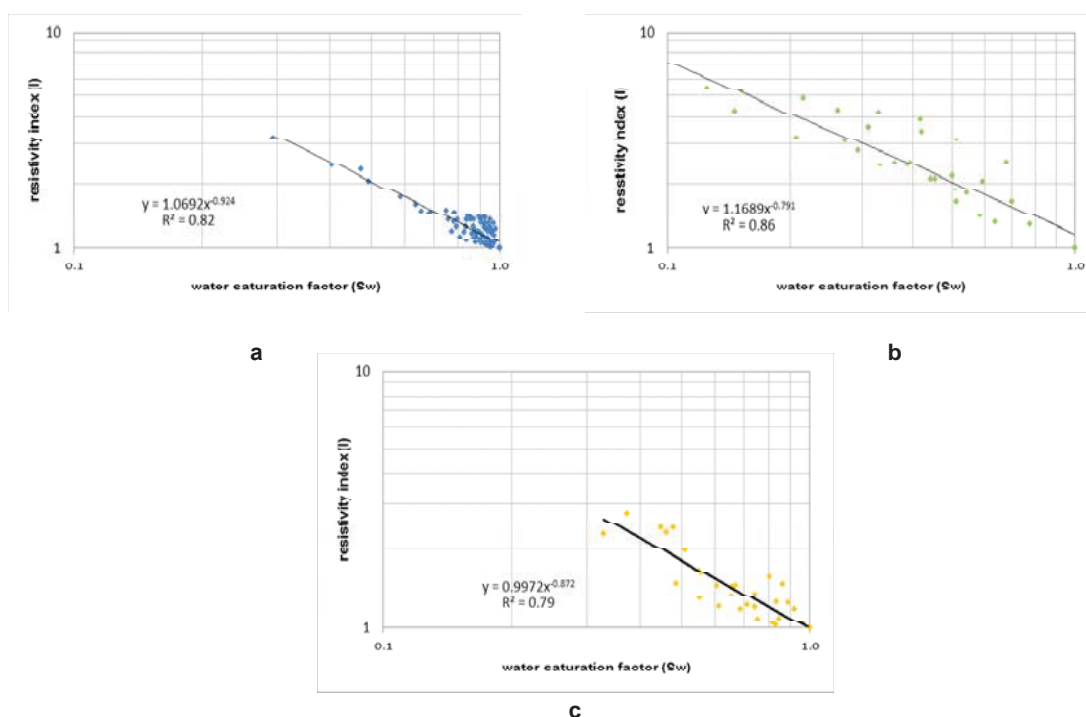 10
resistivity index (I)
y = 1.0692x^-0.924
R² = 0.82
1
0.1
1.0
water saturation factor (Sw)
a
10
resistivity index (I)
y = 1.1689x^-0.791
R² = 0.86
1
0.1
1.0
water saturation factor (Sw)
b
10
resistivity index (I)
y = 0.9972x^-0.872
R² = 0.79
1
0.1
1.0
water saturation factor (Sw)
c